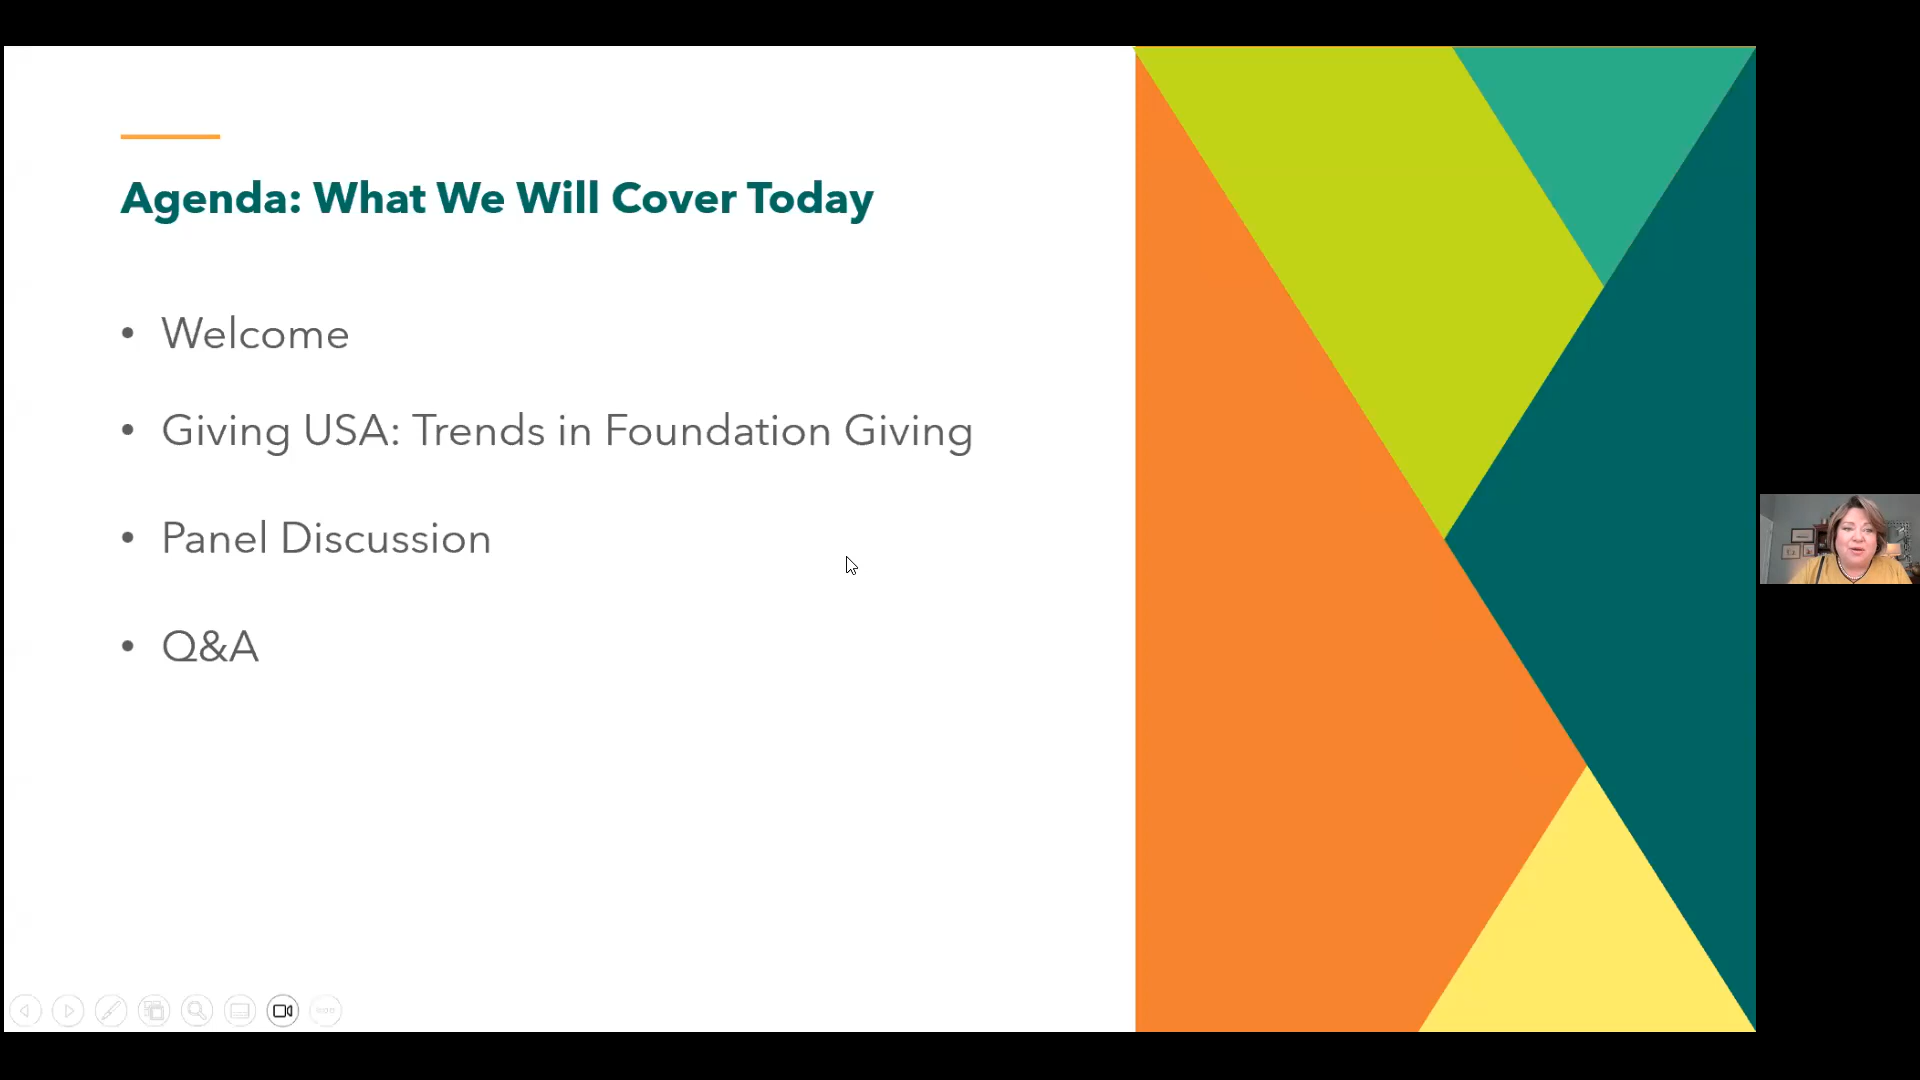 Agenda: What We Will Cover Today
• Welcome
• Giving USA: Trends in Foundation Giving
• Panel Discussion
• Q&A